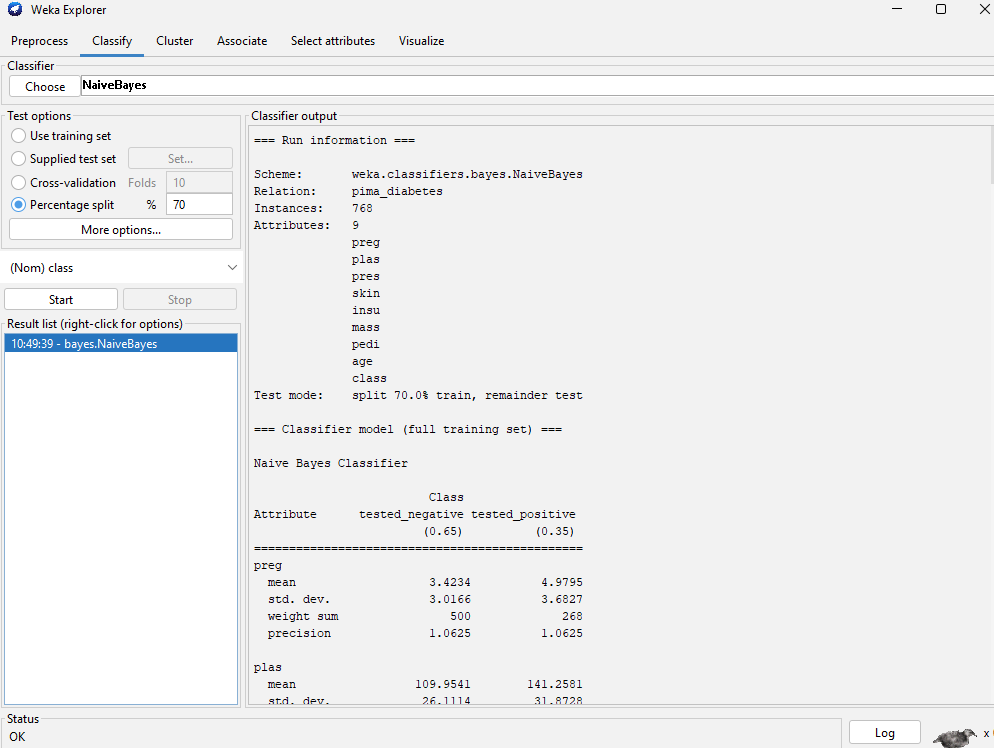 Weka Explorer
Preprocess Classify Cluster Associate Select attributes Visualize
Classifier
Choose NaiveBayes
Test options
Use training set
Supplied test set Set...
Cross-validation Folds 10
Percentage split % 70
More options...
(Nom) class
Start Stop
Result list (right-click for options)
10:49:39 - bayes.NaiveBayes
Classifier output
=== Run information ===
Scheme: weka.classifiers.bayes.NaiveBayes
Relation: pima_diabetes
Instances: 768
Attributes: 9
preg
plas
pres
skin
insu
mass
pedi
age
class
Test mode: split 70.0% train, remainder test
=== Classifier model (full training set) ===
Naive Bayes Classifier
Class
Attribute tested_negative tested_positive
(0.65) (0.35)
===============================================
preg
mean 3.4234 4.9795
std. dev. 3.0166 3.6827
weight sum 500 268
precision 1.0625 1.0625
plas
mean 109.9541 141.2581
std. dev. 26.1114 31.8728
Status
OK
Log
x